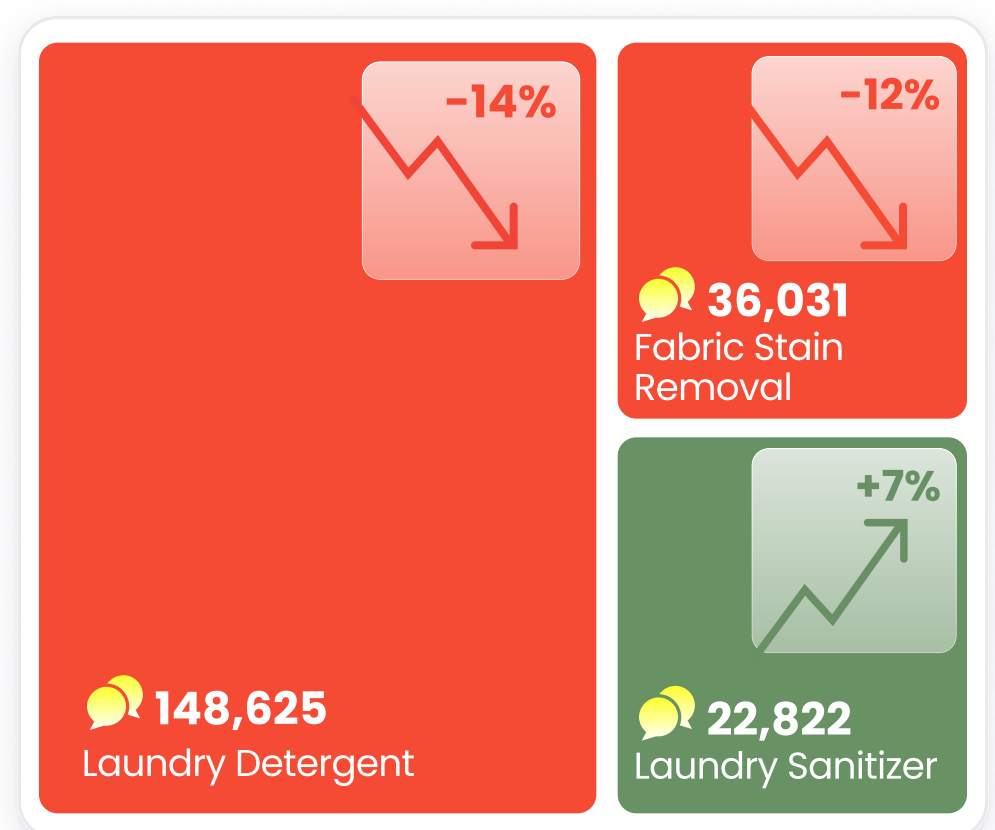 -14%
148,625
Laundry Detergent
-12%
36,031
Fabric Stain
Removal
+7%
22,822
Laundry Sanitizer